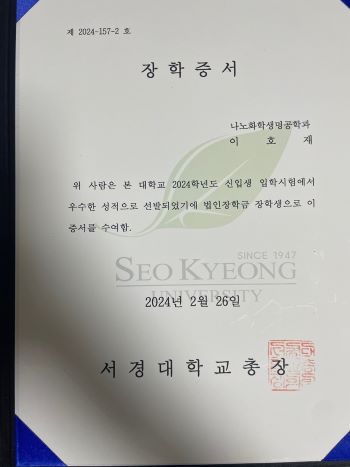 제 2024-157-2 호
장 학 증 서
나노화학생명공학과
이 호 재
위 사람은 본 대학교 2024학년도 신입생 입학시험에서
우수한 성적으로 선발되었기에 법인장학금 장학생으로 이
증서를 수여함.
SINCE 1947
SEO KYEONG
UNIVERSITY
2024년 2월 26일
서 경 대 학 교 총 장